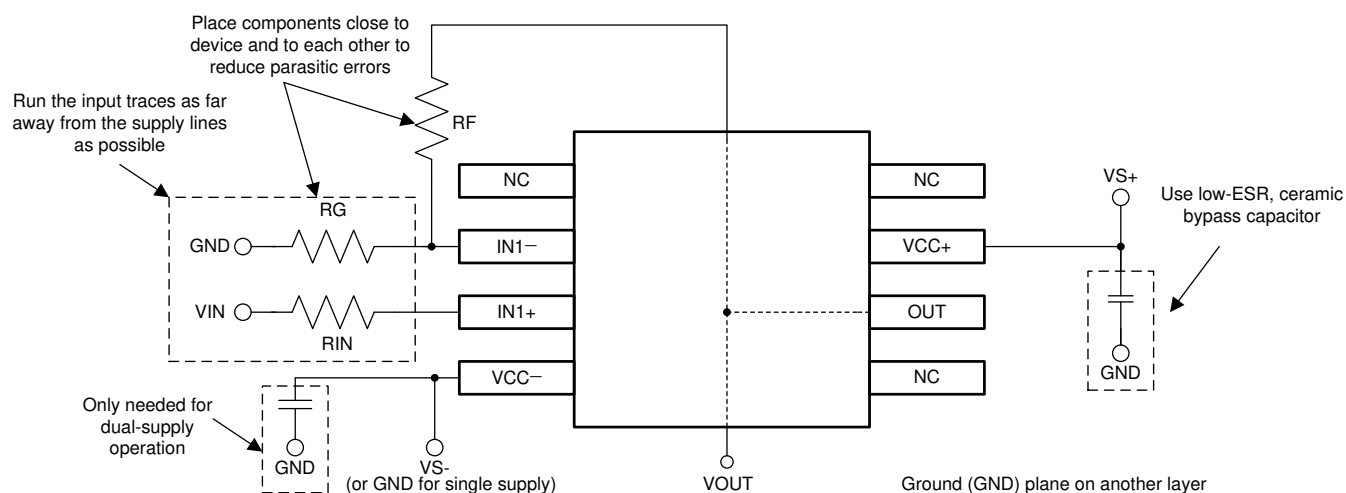 Place components close to
device and to each other to
reduce parasitic errors
Run the input traces as far
away from the supply lines
as possible
RF
NC
NC
VS+
Use low-ESR, ceramic
bypass capacitor
RG
GND
IN1−
VCC+
VIN
IN1+
OUT
RIN
VCC−
NC
GND
Only needed for
dual-supply
operation
GND
VS-
(or GND for single supply)
VOUT
Ground (GND) plane on another layer